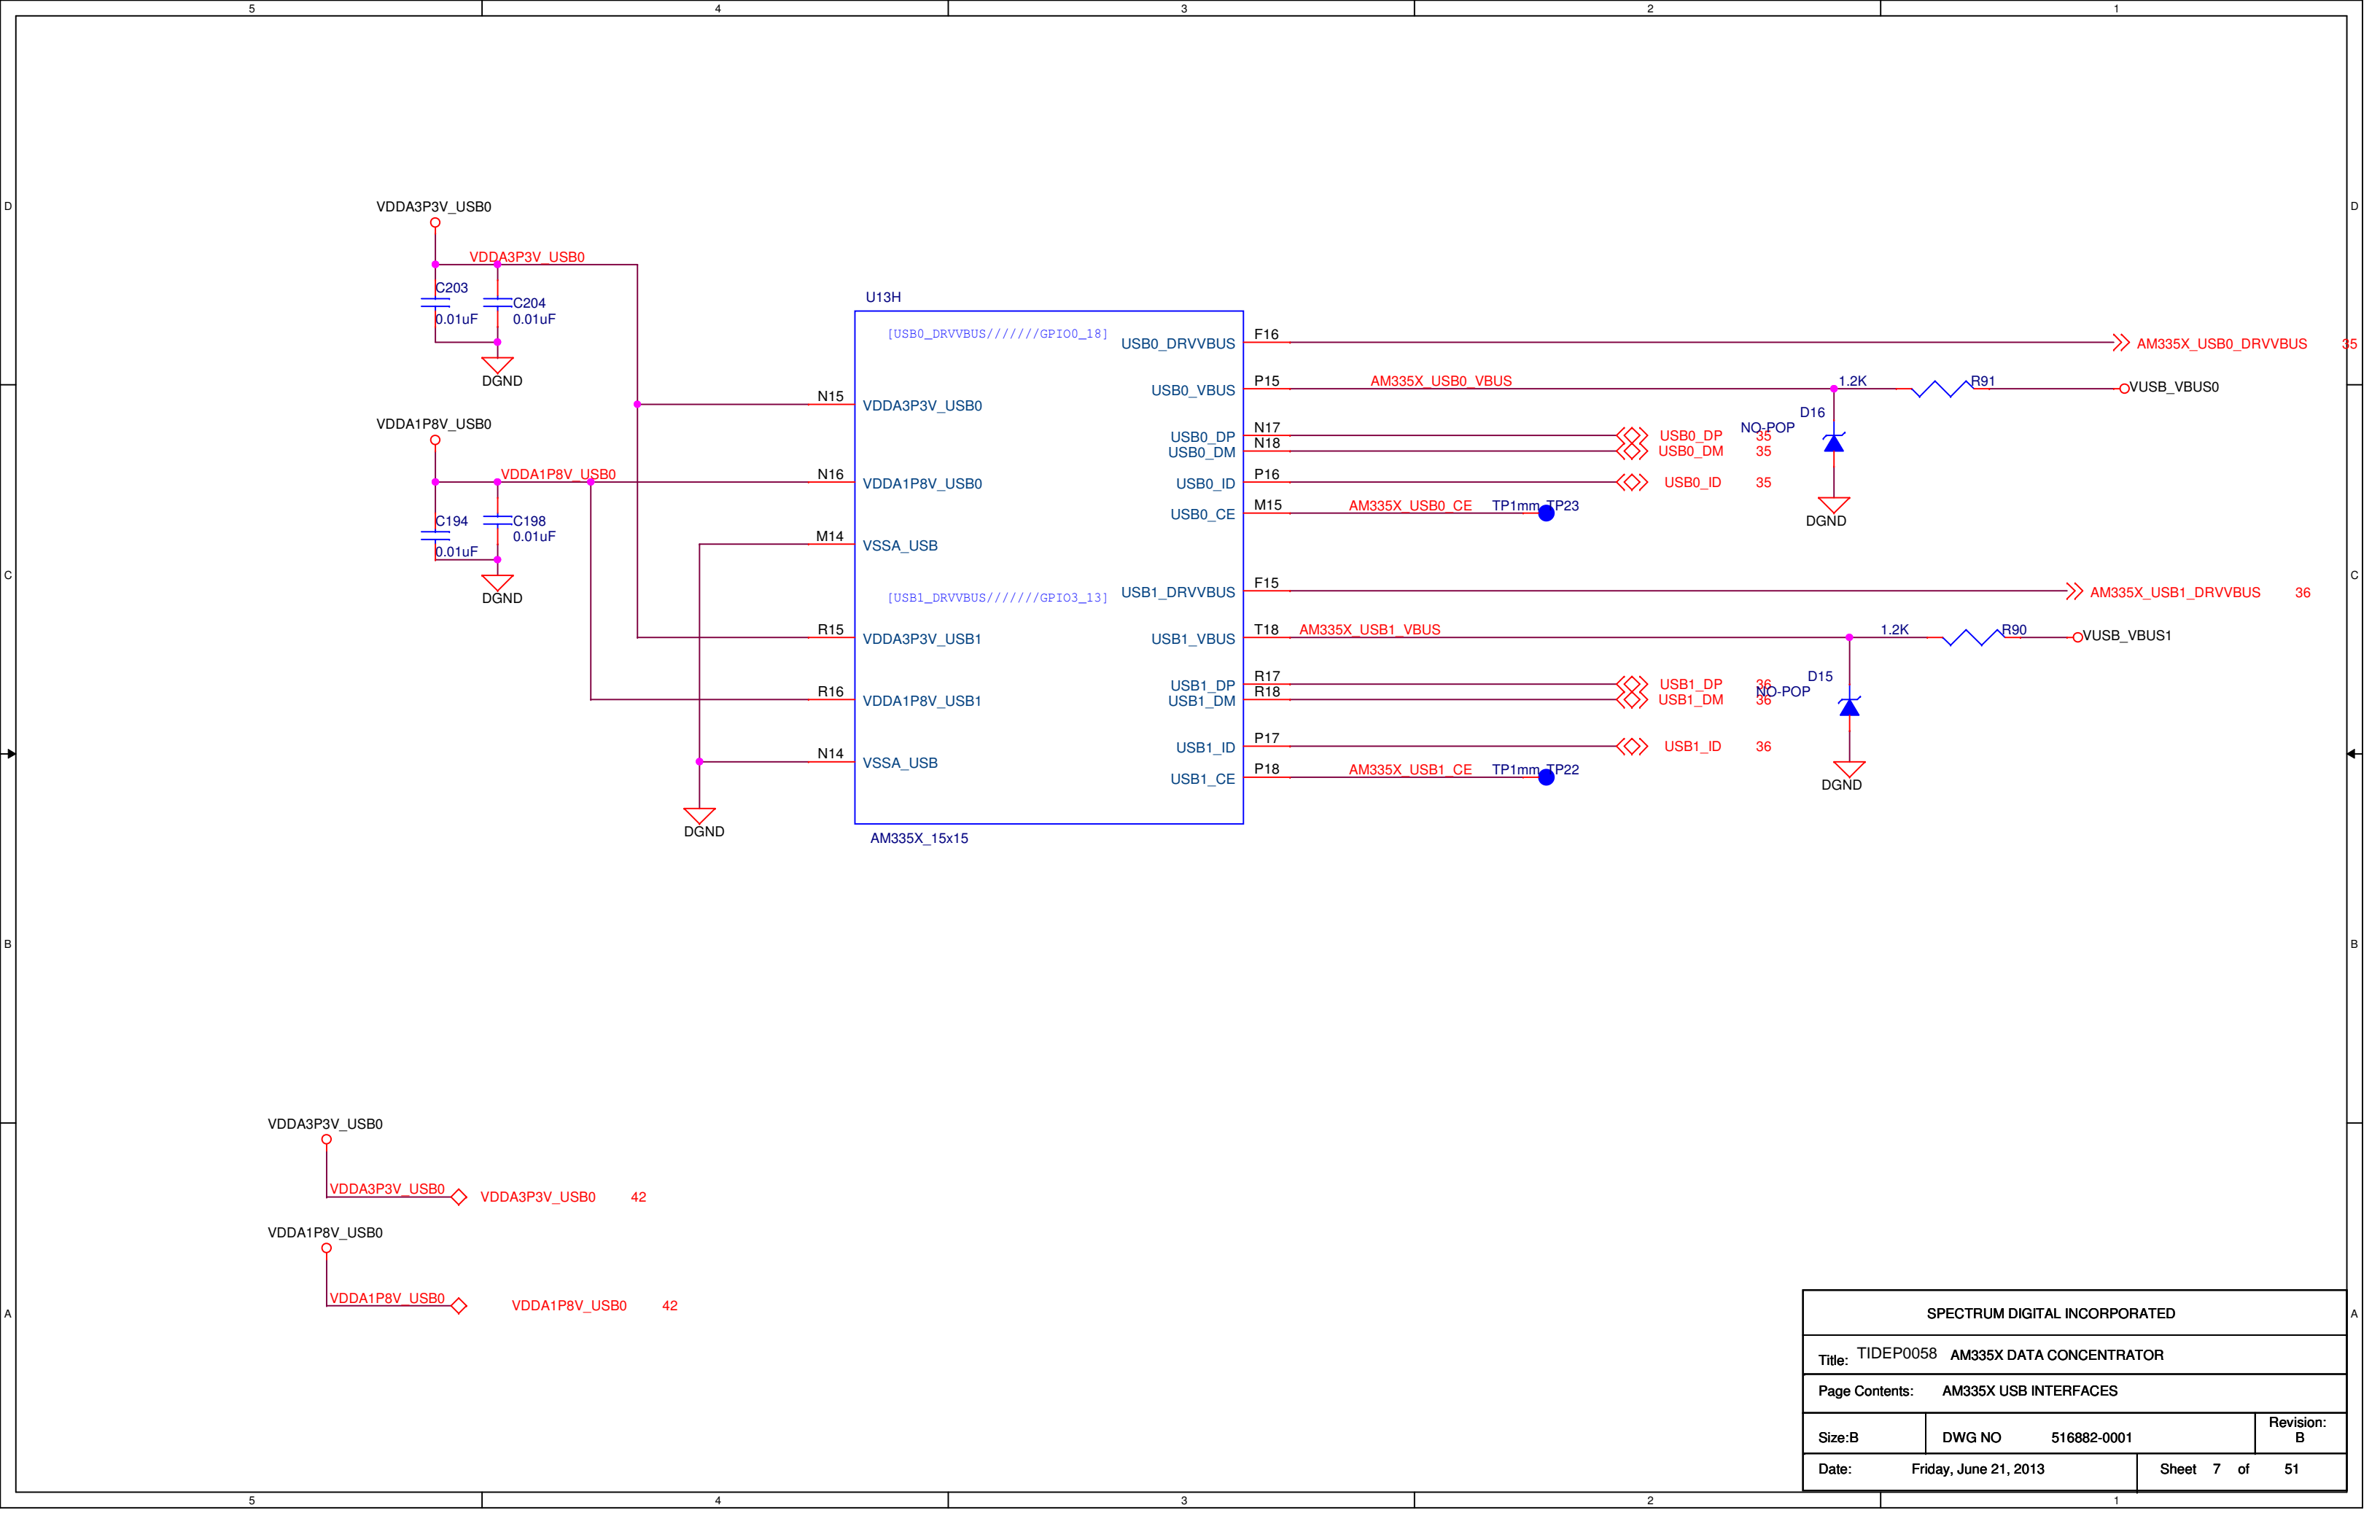 5 4 3 2 1
D D
C C
B B
A A
VDDA3P3V_USB0
VDDA3P3V_USB0
C203
0.01uF
C204
0.01uF
DGND
VDDA1P8V_USB0
VDDA1P8V_USB0
C194
0.01uF
C198
0.01uF
DGND
DGND
U13H
[USB0_DRVVBUS///////GPIO0_18]
N15 VDDA3P3V_USB0
N16 VDDA1P8V_USB0
M14 VSSA_USB
[USB1_DRVVBUS///////GPIO3_13]
R15 VDDA3P3V_USB1
R16 VDDA1P8V_USB1
N14 VSSA_USB
AM335X_15x15
USB0_DRVVBUS F16 AM335X_USB0_DRVVBUS 35
USB0_VBUS P15 AM335X_USB0_VBUS 1.2K R91 VUSB_VBUS0
D16
NO-POP
DGND
USB0_DP N17 USB0_DP 35
USB0_DM N18 USB0_DM 35
USB0_ID P16 USB0_ID 35
USB0_CE M15 AM335X_USB0_CE TP1mm TP23
USB1_DRVVBUS F15 AM335X_USB1_DRVVBUS 36
USB1_VBUS T18 AM335X_USB1_VBUS 1.2K R90 VUSB_VBUS1
D15
NO-POP
DGND
USB1_DP R17 USB1_DP 36
USB1_DM R18 USB1_DM 36
USB1_ID P17 USB1_ID 36
USB1_CE P18 AM335X_USB1_CE TP1mm TP22
VDDA3P3V_USB0
VDDA3P3V_USB0 VDDA3P3V_USB0 42
VDDA1P8V_USB0
VDDA1P8V_USB0 VDDA1P8V_USB0 42
SPECTRUM DIGITAL INCORPORATED
Title: TIDEP0058 AM335X DATA CONCENTRATOR
Page Contents: AM335X USB INTERFACES
Size:B DWG NO 516882-0001 Revision: B
Date: Friday, June 21, 2013 Sheet 7 of 51
5 4 3 2 1